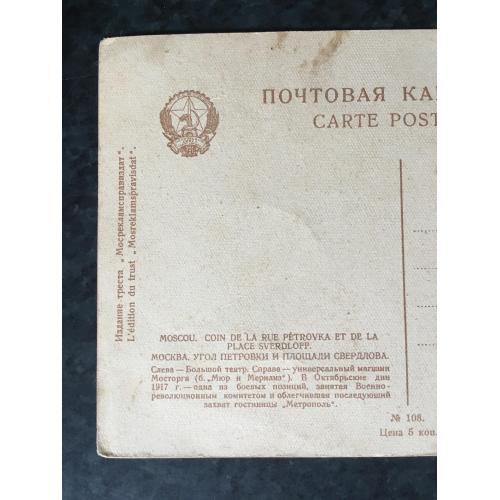 ПОЧТОВАЯ КА
CARTE POST
Издание треста „Мосрекламсправиздат".
L'édition du trust „Mosreklamspravisdat".
MOSCOU. COIN DE LA RUE PÉTROVKA ET DE LA
PLACE SVERDLOFF.
МОСКВА. УГОЛ ПЕТРОВКИ И ПЛОЩАДИ СВЕРДЛОВА.
Слева — Большой театр. Справа — универсальный магазин
Мосторга (б. „Мюр и Мерилиз"). В Октябрьские дни
1917 г. — одна из боевых позиций, занятая Военно-
революционным комитетом и облегчившая последующий
захват гостиницы „Метрополь".
№ 108.
Цена 5 коп.